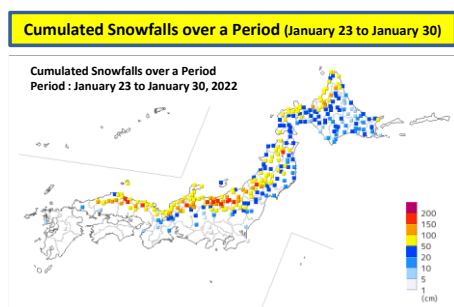 Cumulated Snowfalls over a Period (January 23 to January 30)
Cumulated Snowfalls over a Period
Period : January 23 to January 30, 2022
200
150
100
50
20
10
5
1
(cm)